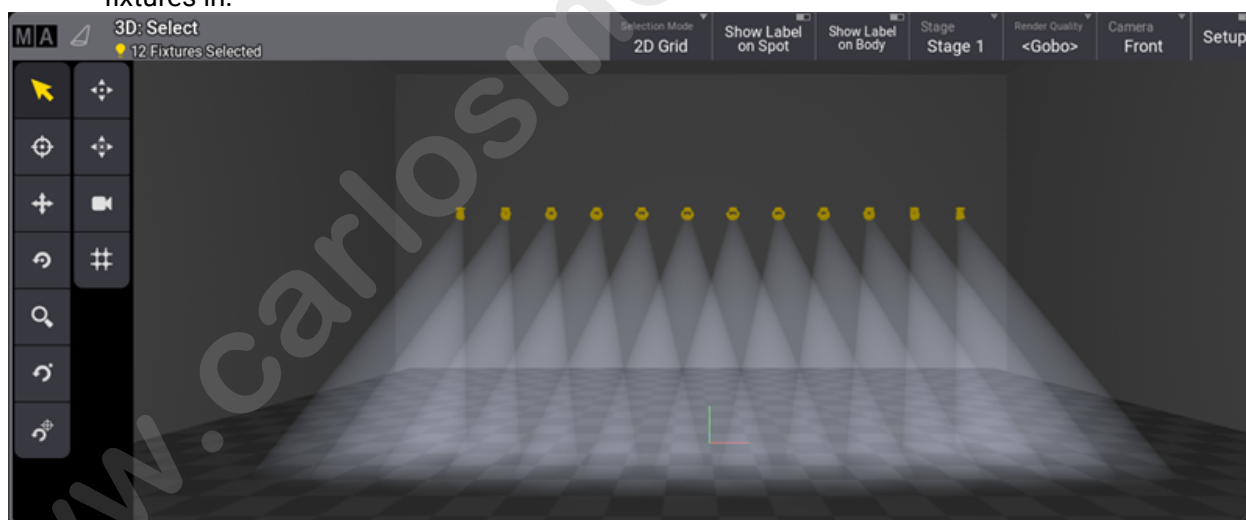 fixtures in.
MA
3D: Select
12 Fixtures Selected
Selection Mode
2D Grid
Show Label
on Spot
Show Label
on Body
Stage
Stage 1
Render Quality
<Gobo>
Camera
Front
Setup
www.carlosm